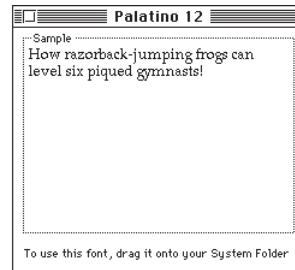 Palatino 12
Sample
How razorback-jumping frogs can
level six piqued gymnasts!
To use this font, drag it onto your System Folder